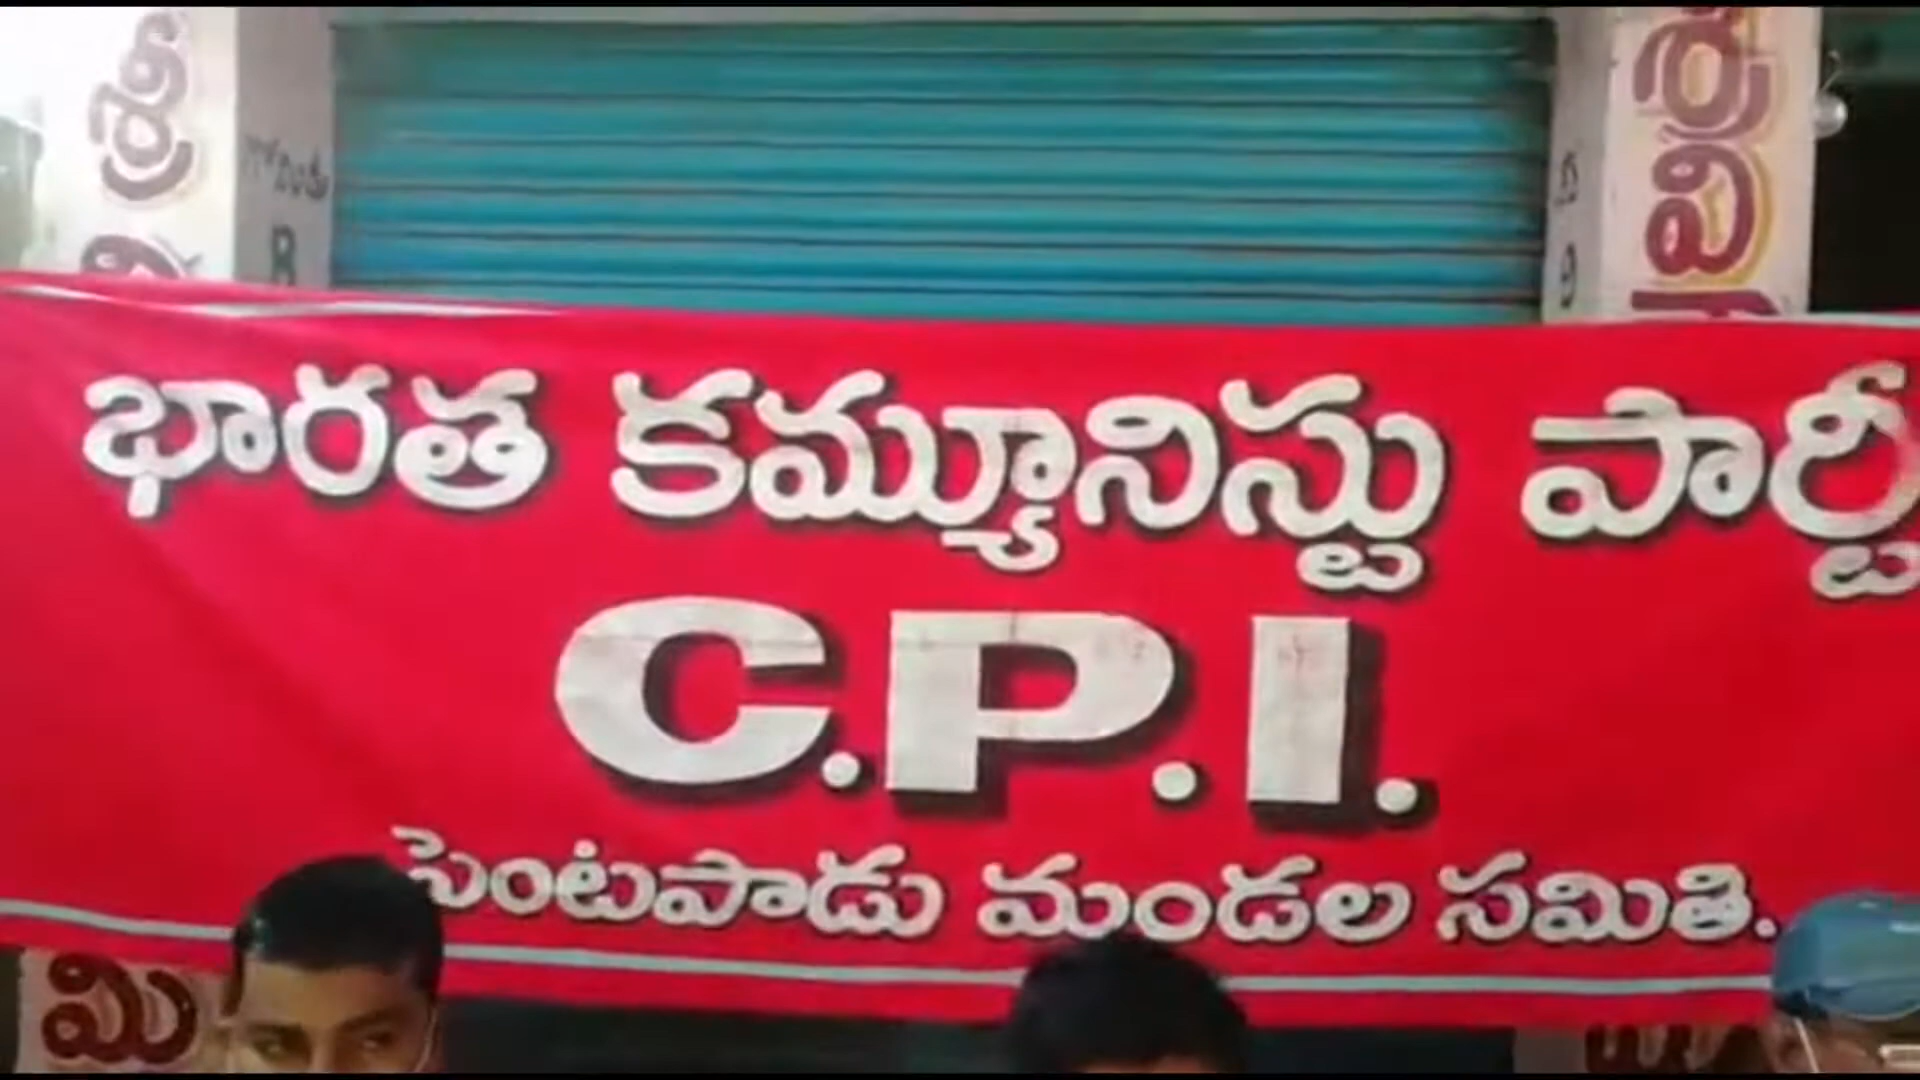 శ్రీ
భారత కమ్యూనిస్టు పార్టీ
C.P.I.
పెంటపాడు మండల సమితి.
మి